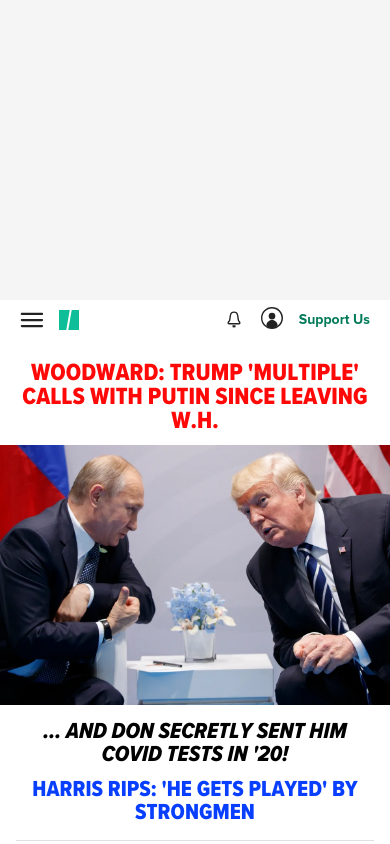 Support Us
WOODWARD: TRUMP 'MULTIPLE'
CALLS WITH PUTIN SINCE LEAVING
W.H.
... AND DON SECRETLY SENT HIM
COVID TESTS IN '20!
HARRIS RIPS: 'HE GETS PLAYED' BY
STRONGMEN